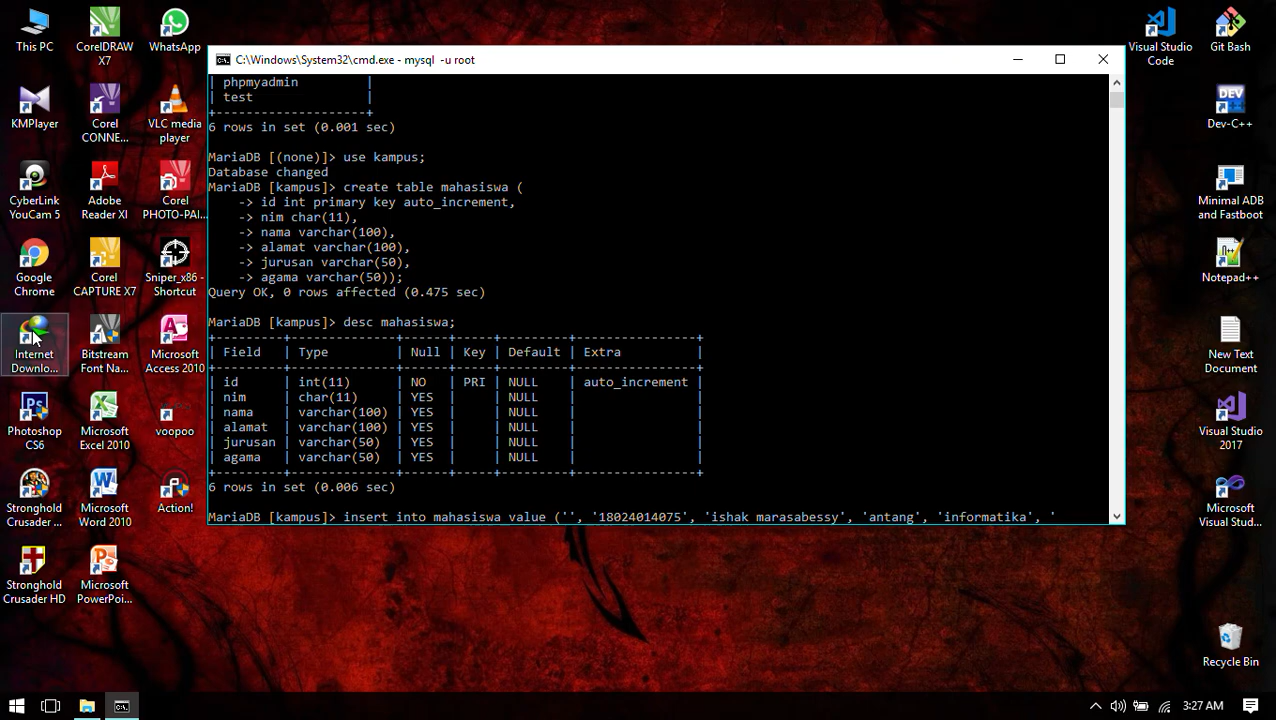 This PC
CorelDRAW X7
WhatsApp
KMPlayer
Corel CONNE...
VLC media player
CyberLink YouCam 5
Adobe Reader XI
Corel PHOTO-PAI...
Google Chrome
Corel CAPTURE X7
Sniper_x86 - Shortcut
Internet Downlo...
Bitstream Font Na...
Microsoft Access 2010
Photoshop CS6
Microsoft Excel 2010
voopoo
Stronghold Crusader ...
Microsoft Word 2010
Action!
Stronghold Crusader HD
Microsoft PowerPoi...
C:\Windows\System32\cmd.exe - mysql  -u root
| phpmyadmin         |
| test               |
+--------------------+
6 rows in set (0.001 sec)
MariaDB [(none)]> use kampus;
Database changed
MariaDB [kampus]> create table mahasiswa (
    -> id int primary key auto_increment,
    -> nim char(11),
    -> nama varchar(100),
    -> alamat varchar(100),
    -> jurusan varchar(50),
    -> agama varchar(50));
Query OK, 0 rows affected (0.475 sec)
MariaDB [kampus]> desc mahasiswa;
+---------+--------------+------+-----+---------+----------------+
| Field   | Type         | Null | Key | Default | Extra          |
+---------+--------------+------+-----+---------+----------------+
| id      | int(11)      | NO   | PRI | NULL    | auto_increment |
| nim     | char(11)     | YES  |     | NULL    |                |
| nama    | varchar(100) | YES  |     | NULL    |                |
| alamat  | varchar(100) | YES  |     | NULL    |                |
| jurusan | varchar(50)  | YES  |     | NULL    |                |
| agama   | varchar(50)  | YES  |     | NULL    |                |
+---------+--------------+------+-----+---------+----------------+
6 rows in set (0.006 sec)
MariaDB [kampus]> insert into mahasiswa value ('', '18024014075', 'ishak marasabessy', 'antang', 'informatika', '
Visual Studio Code
Git Bash
DEV
Dev-C++
Minimal ADB and Fastboot
Notepad++
New Text Document
Visual Studio 2017
Microsoft Visual Stud...
Recycle Bin
3:27 AM